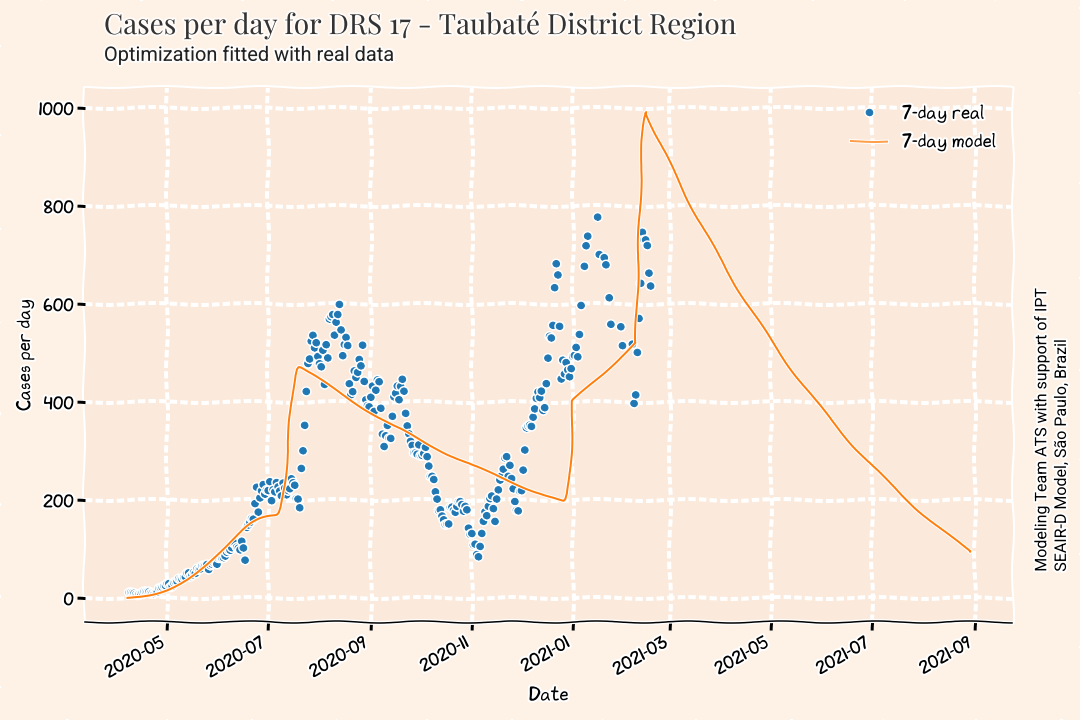 Cases per day for DRS 17 - Taubaté District Region
Optimization fitted with real data
7-day real
7-day model
1000
800
600
400
200
0
Cases per day
2020-05
2020-07
2020-09
2020-11
2021-01
2021-03
2021-05
2021-07
2021-09
Date
Modeling Team ATS with support of IPT
SEAIR-D Model, São Paulo, Brazil